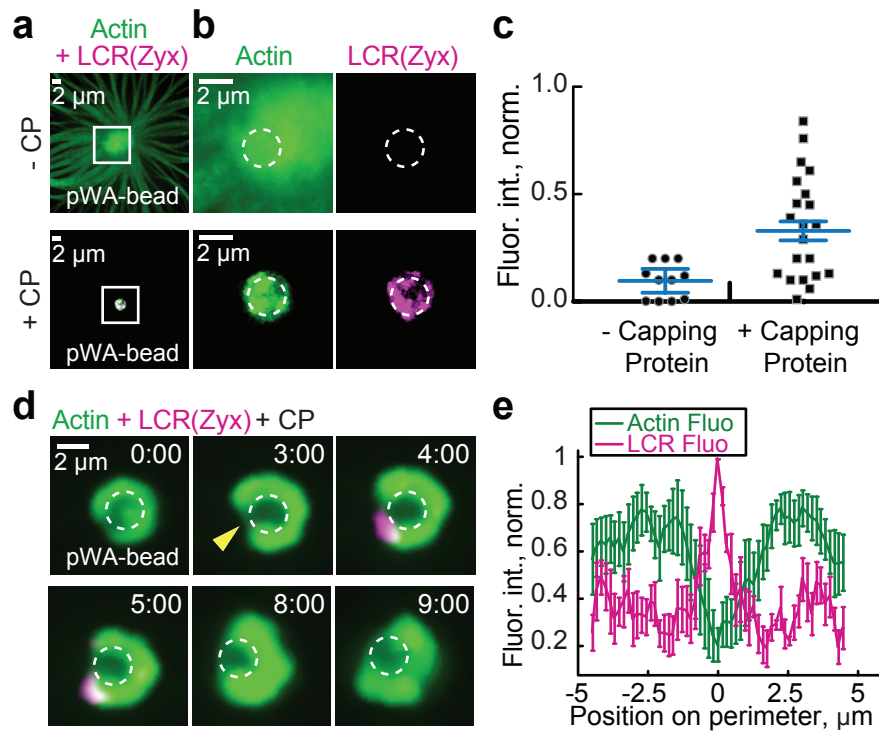 a
Actin
+ LCR(Zyx)
2 µm
- CP
pWA-bead
2 µm
+ CP
pWA-bead
b
Actin
LCR(Zyx)
2 µm
2 µm
c
Fluor. int., norm.
1.0
0.5
0.0
- Capping
Protein
+ Capping
Protein
d
Actin + LCR(Zyx) + CP
2 µm
0:00
3:00
4:00
pWA-bead
5:00
8:00
9:00
e
Actin Fluo
LCR Fluo
Fluor. int., norm.
1
0.8
0.6
0.4
0.2
-5
-2.5
0
2.5
5
Position on perimeter, µm